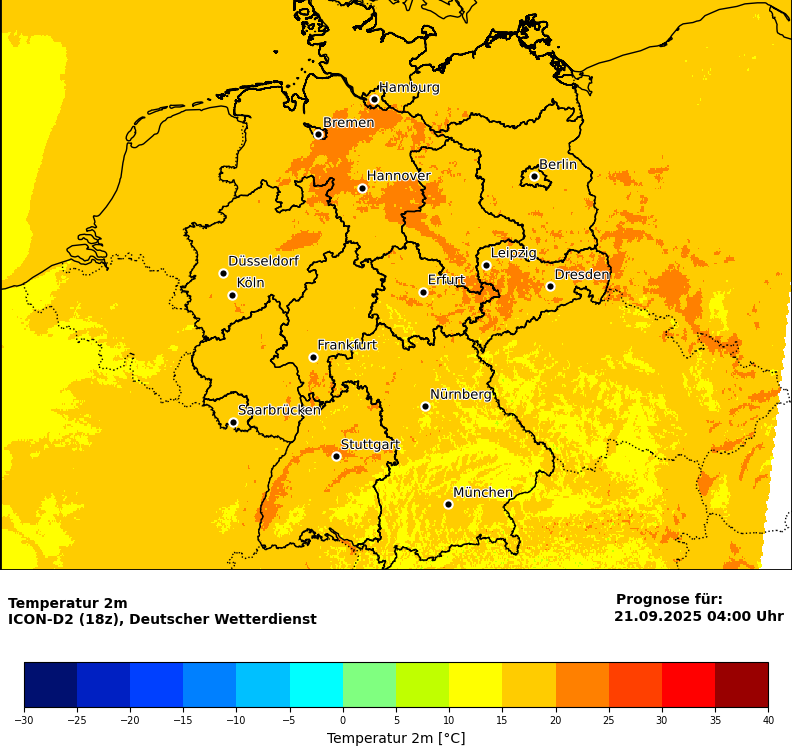 Hamburg
Bremen
Berlin
Hannover
Leipzig
Düsseldorf
Dresden
Köln
Erfurt
Frankfurt
Nürnberg
Saarbrücken
Stuttgart
München
Temperatur 2m
ICON-D2 (18z), Deutscher Wetterdienst
Prognose für:
21.09.2025 04:00 Uhr
−30 −25 −20 −15 −10 −5 0 5 10 15 20 25 30 35 40
Temperatur 2m [°C]